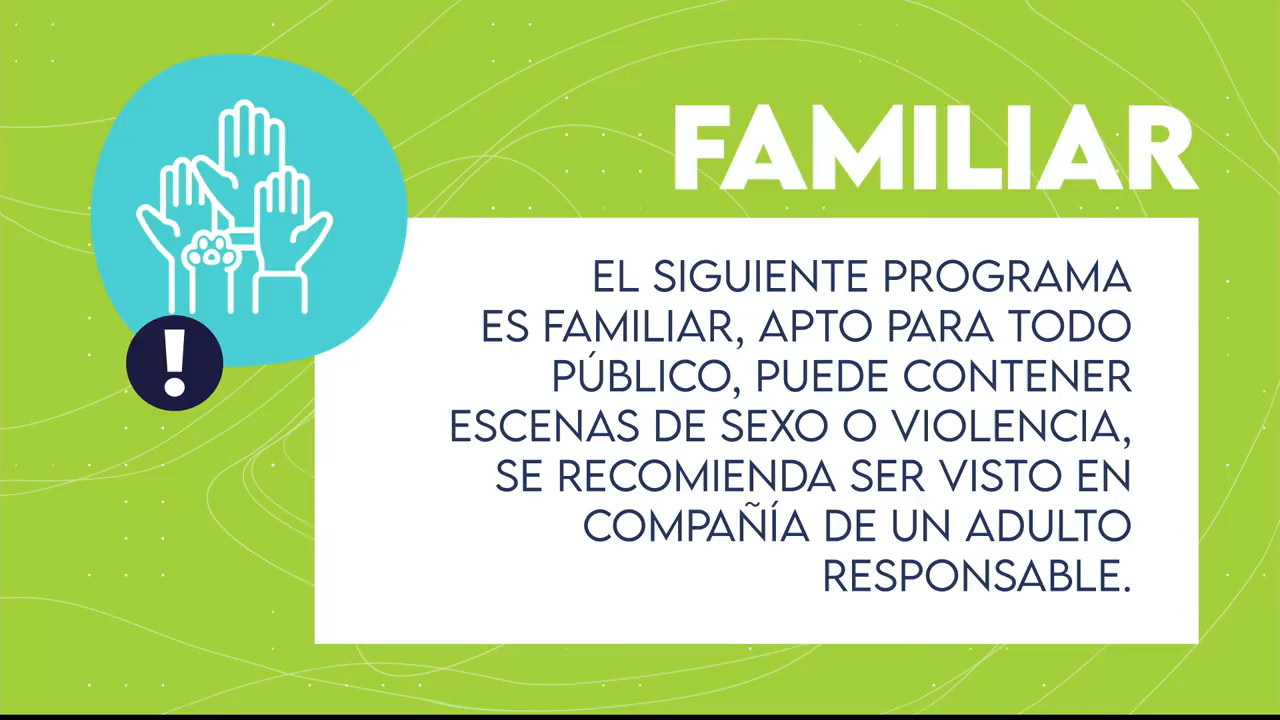 FAMILIAR
EL SIGUIENTE PROGRAMA
ES FAMILIAR, APTO PARA TODO
PÚBLICO, PUEDE CONTENER
ESCENAS DE SEXO O VIOLENCIA,
SE RECOMIENDA SER VISTO EN
COMPAÑÍA DE UN ADULTO
RESPONSABLE.
!